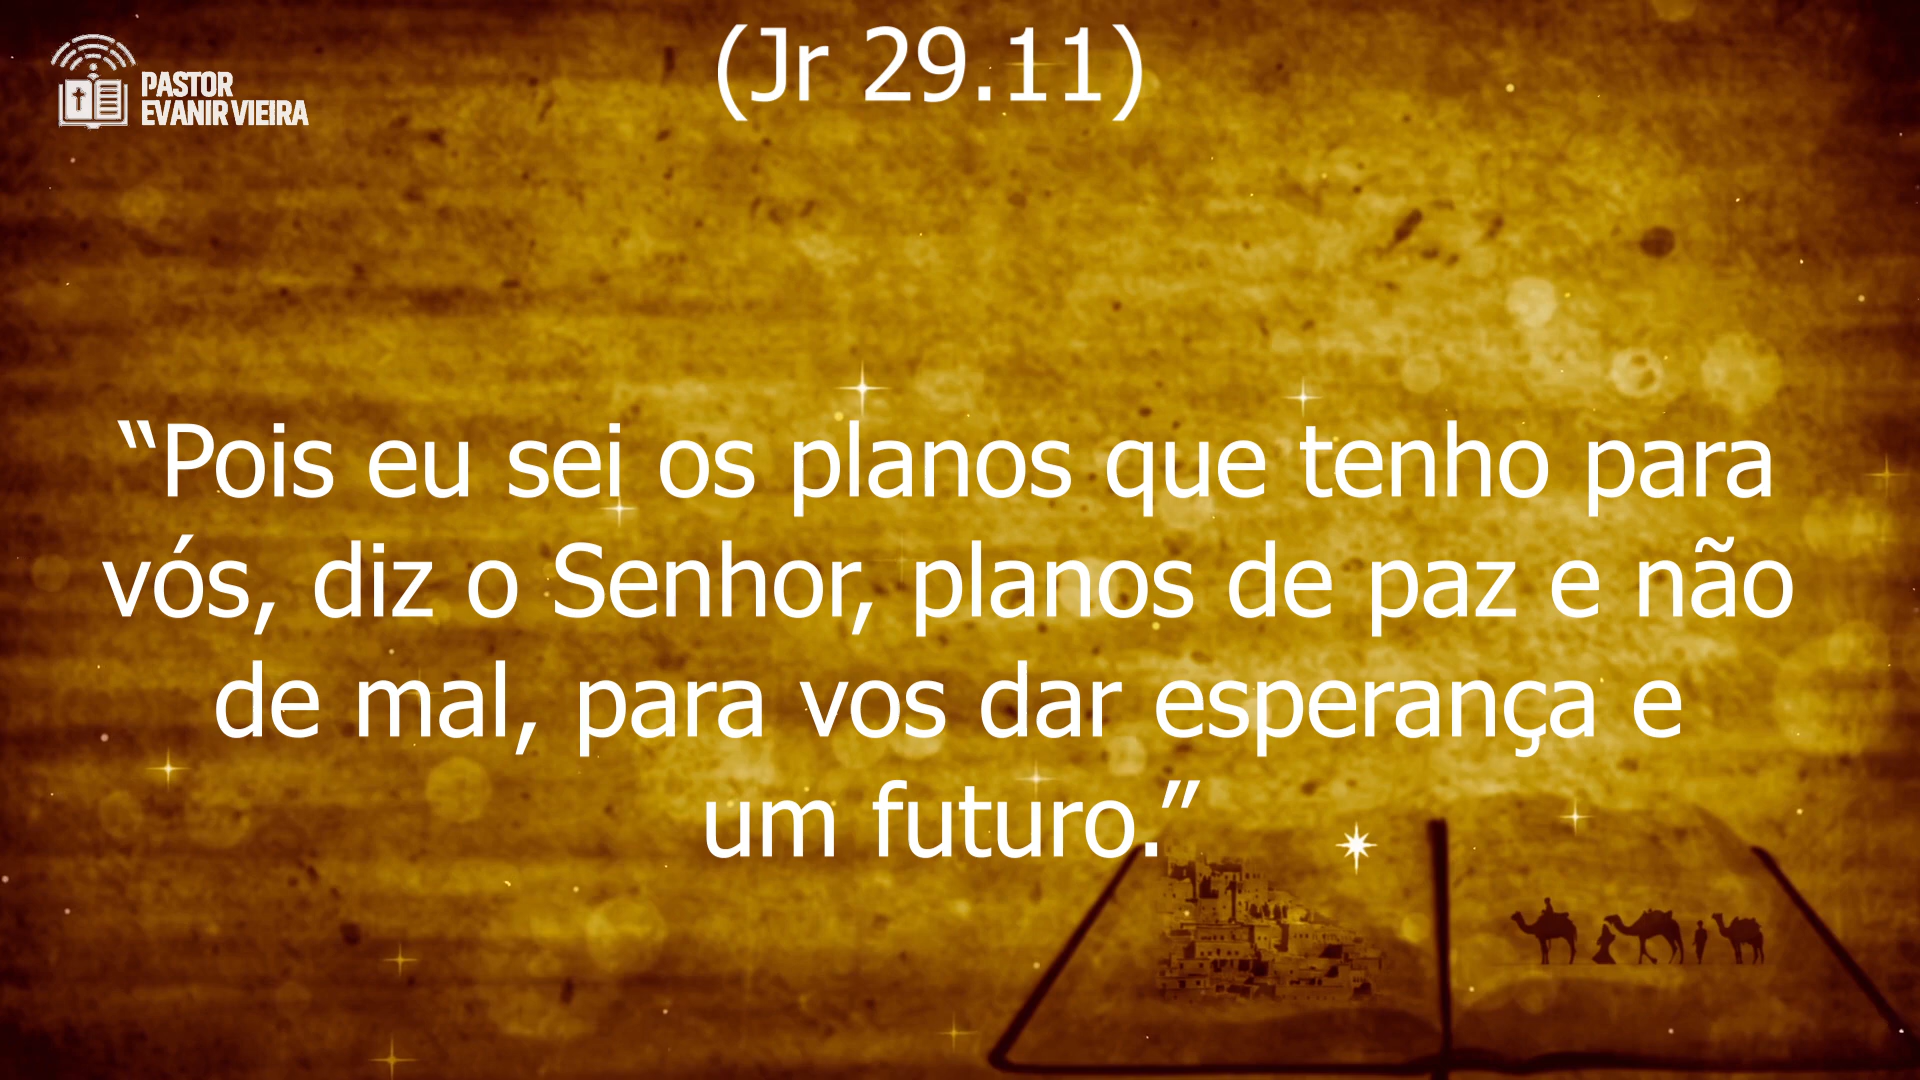 (Jr 29.11)
PASTOR
EVANIR VIEIRA
“Pois eu sei os planos que tenho para
vós, diz o Senhor, planos de paz e não
de mal, para vos dar esperança e
um futuro.”